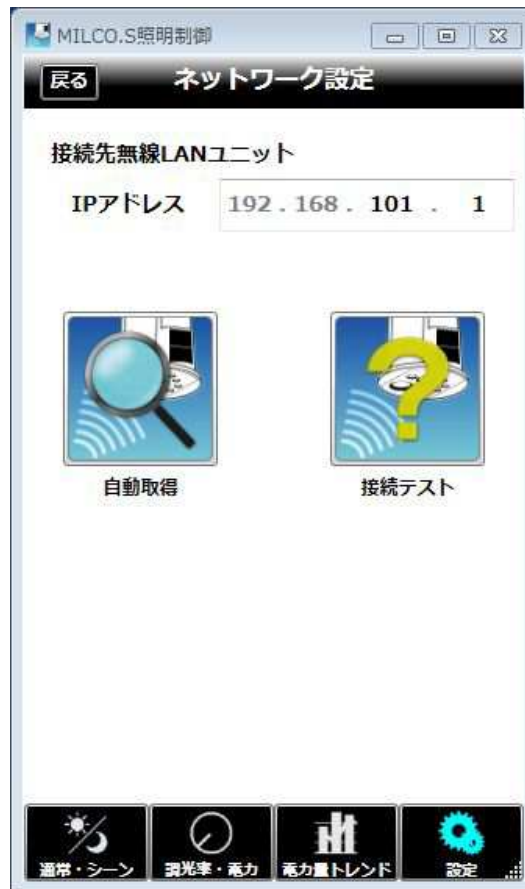 MILCO.S照明制御
戻る ネットワーク設定
接続先無線LANユニット
IPアドレス 192 . 168 . 101 . 1
自動取得 接続テスト
通常・シーン 調光率・電力 電力量トレンド 設定